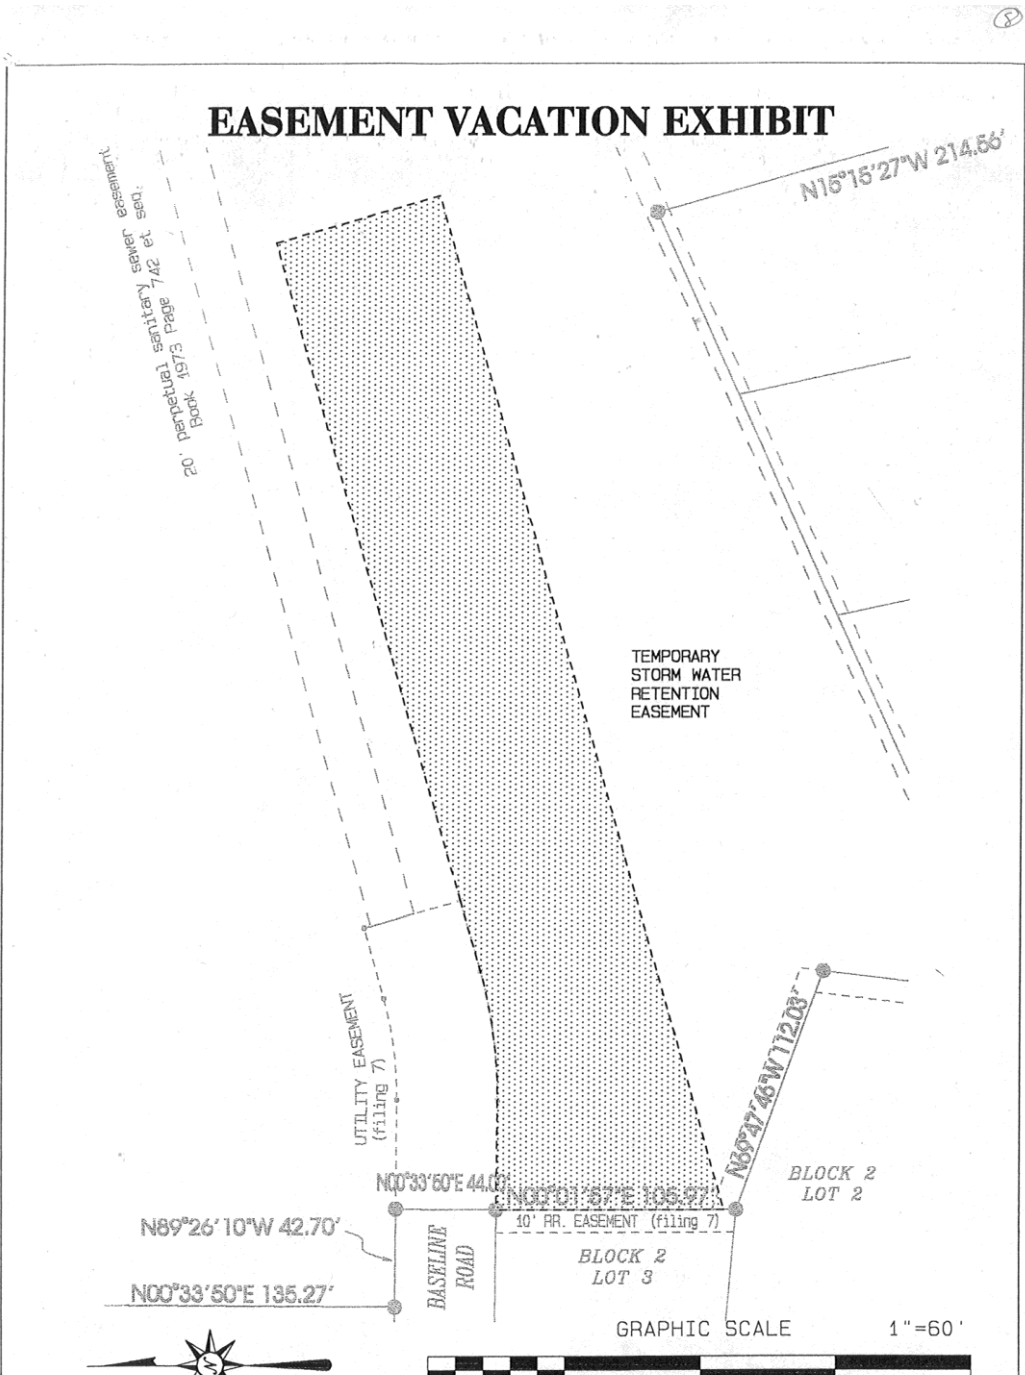 8
EASEMENT VACATION EXHIBIT
N15°15'27"W 214.56'
20' perpetual sanitary sewer easement
Book 1973 Page 742 et seq.
TEMPORARY
STORM WATER
RETENTION
EASEMENT
UTILITY EASEMENT
(filing 7)
N69°47'46"W 112.03'
N00°33'50"E 44.00'
N00°01'57"E 106.97'
BLOCK 2
LOT 2
N89°26'10"W 42.70'
10' RR. EASEMENT (filing 7)
BASELINE
ROAD
BLOCK 2
LOT 3
N00°33'50"E 135.27'
GRAPHIC SCALE 1"=60'